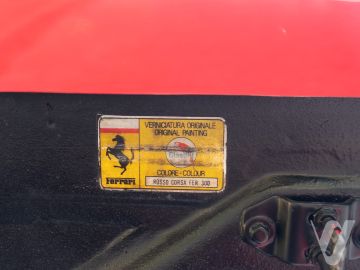 VERNICIATURA ORIGINALE
ORIGINAL PAINTING
COLORE - COLOUR
Ferrari
ROSSO CORSA FER 300